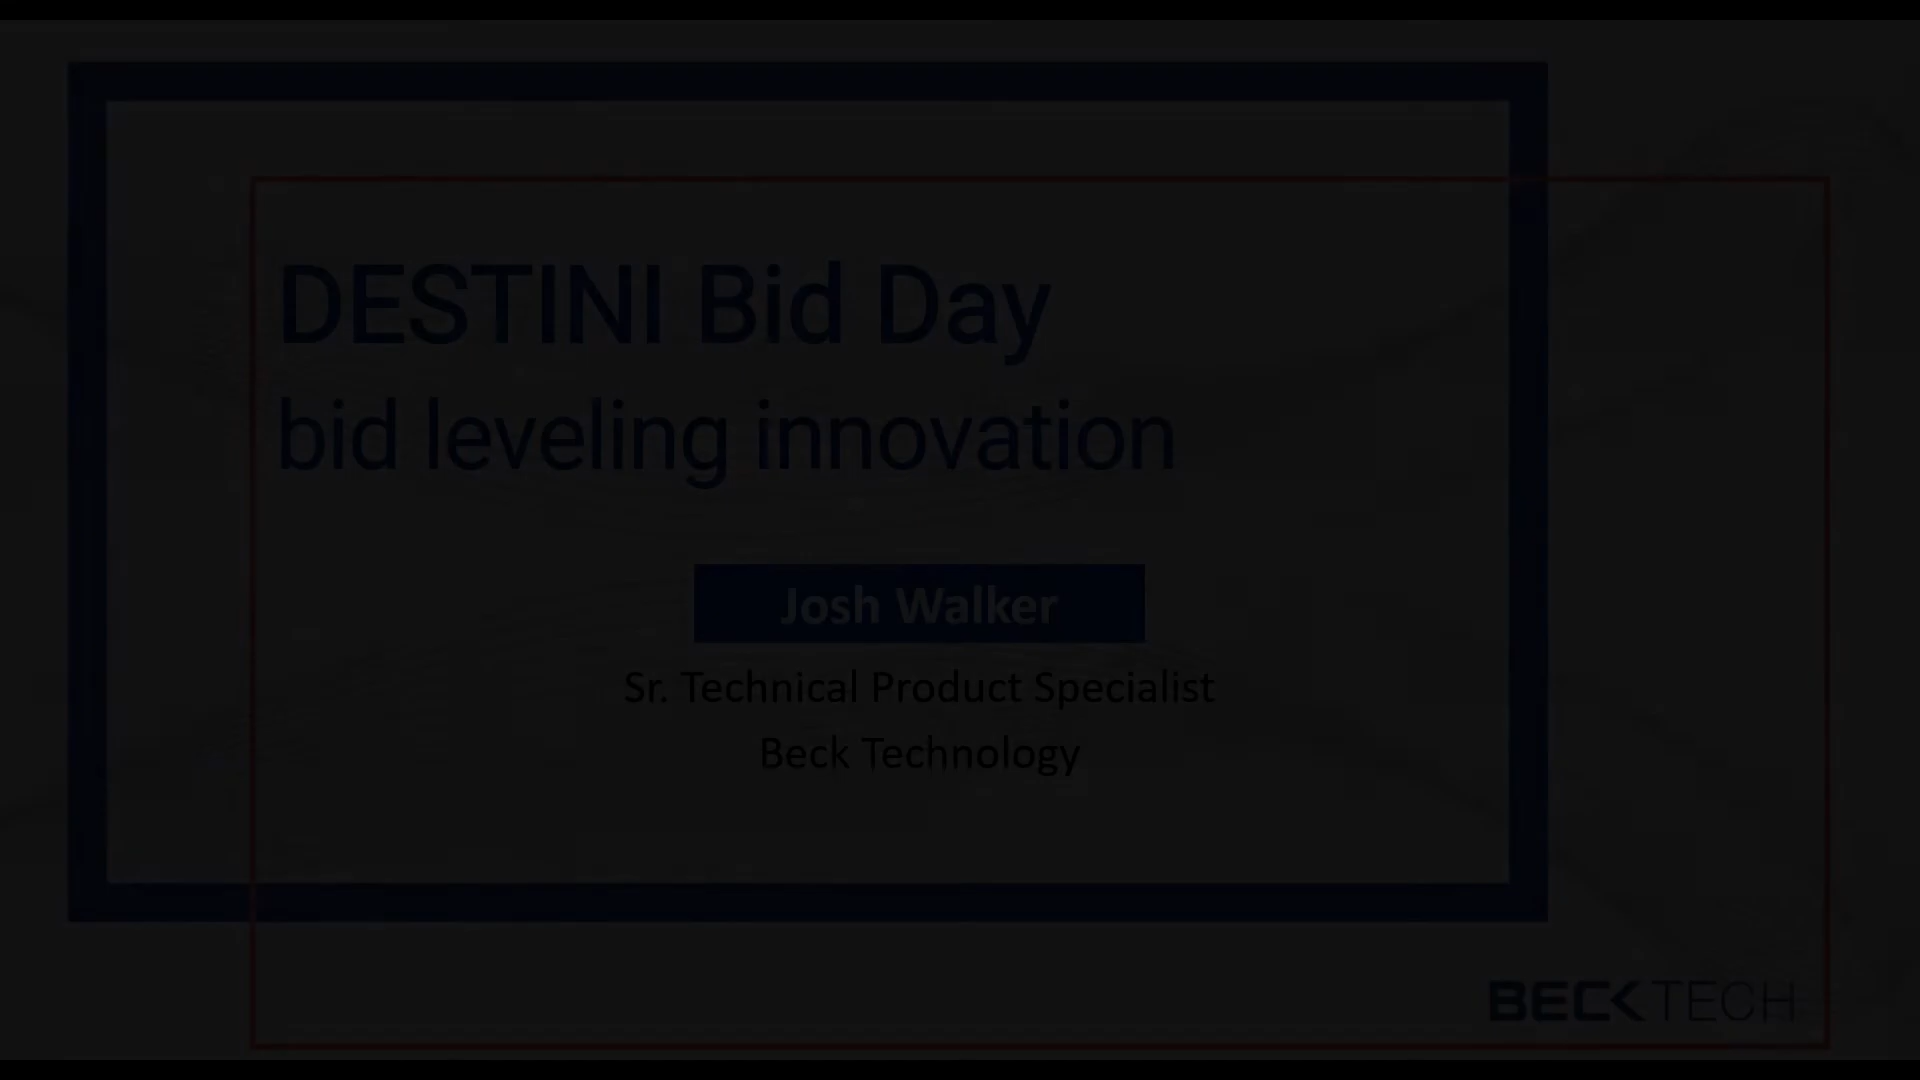 DESTINI Bid Day
bid leveling innovation
Josh Walker
Sr. Technical Product Specialist
Beck Technology
BECKTECH